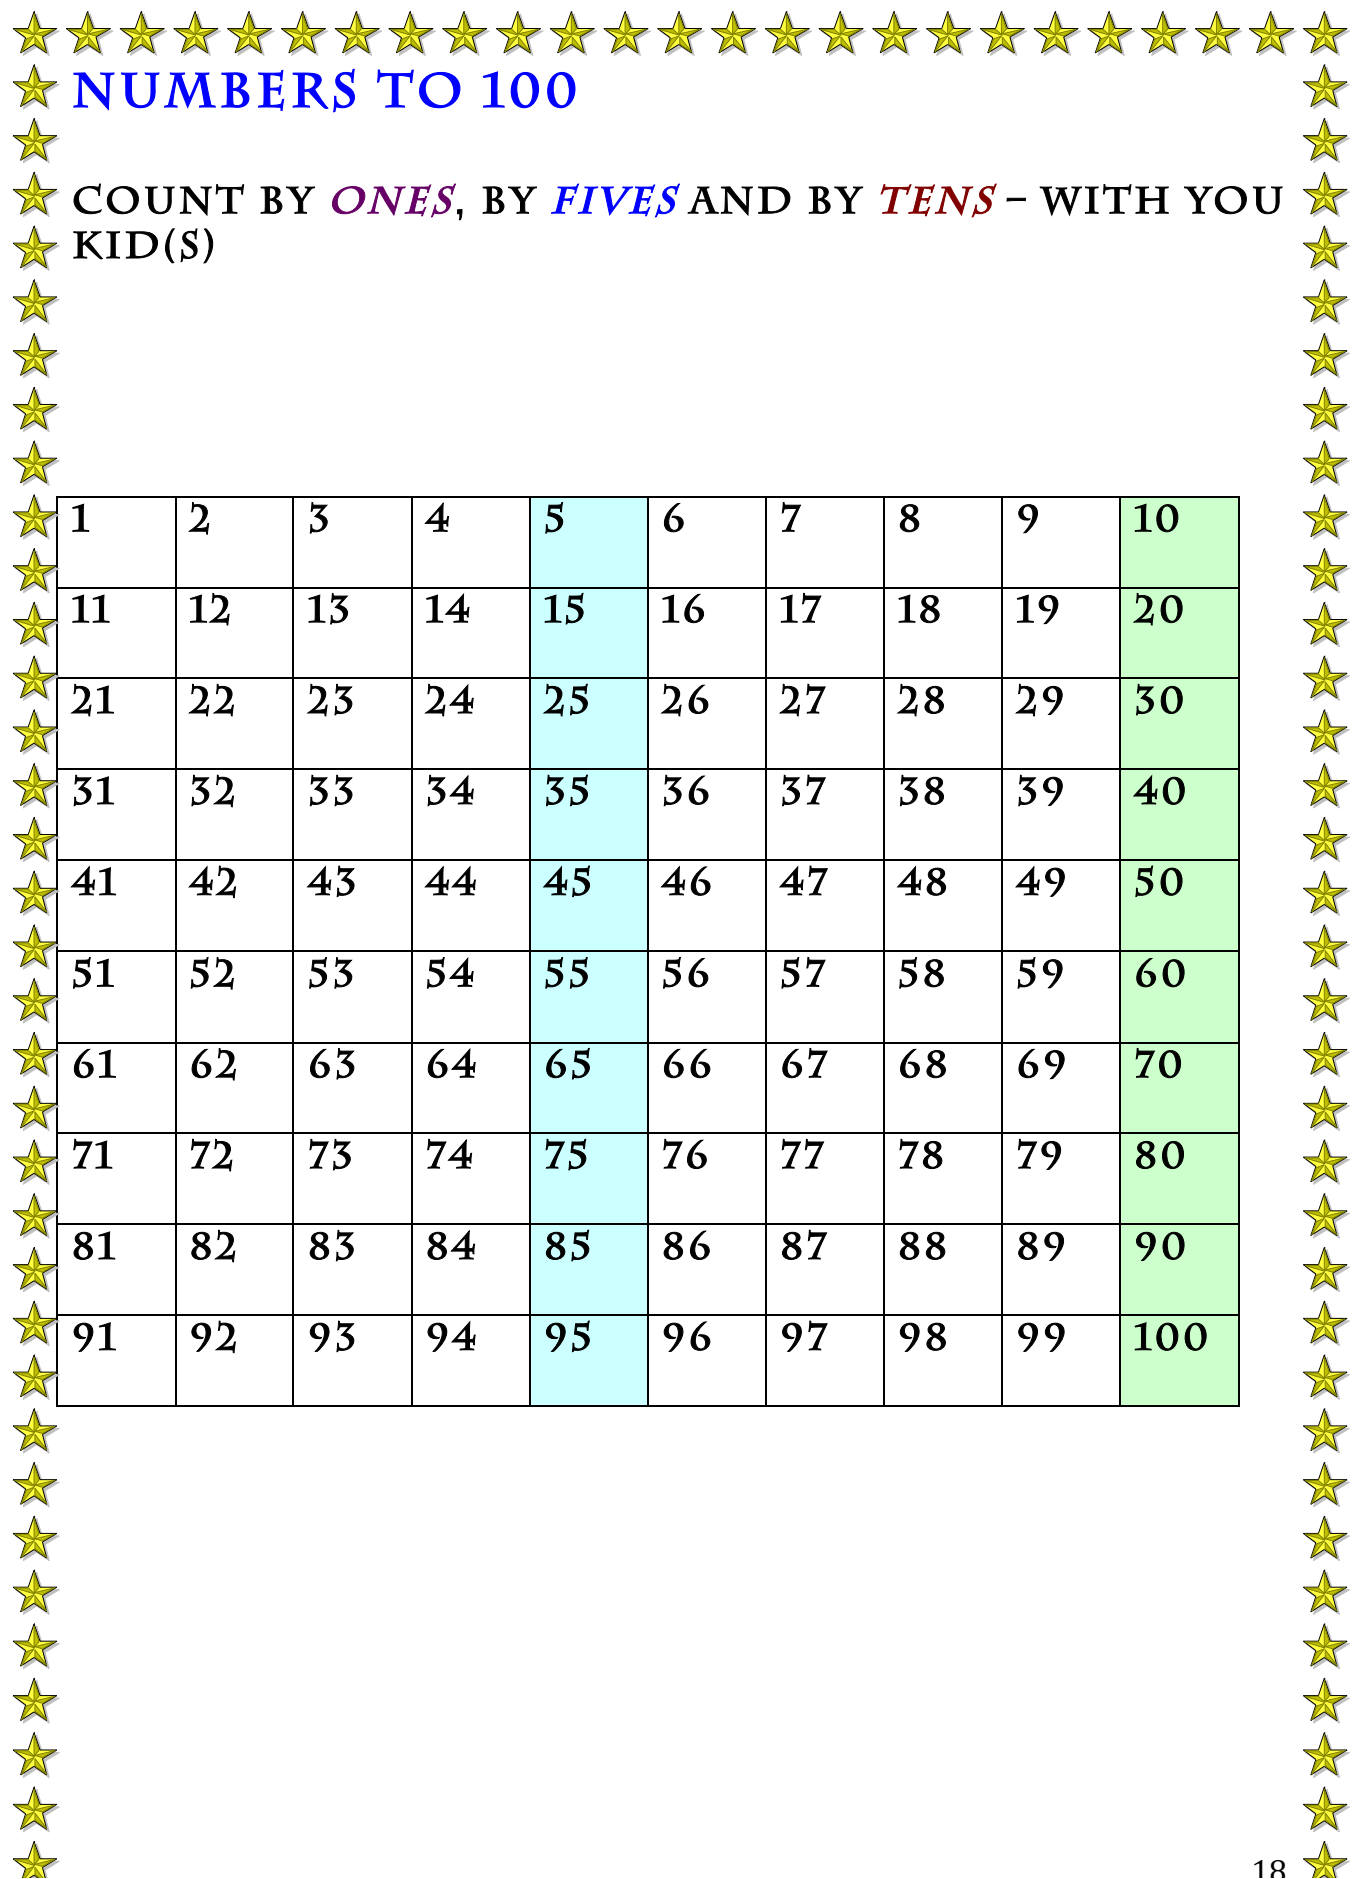 NUMBERS TO 100
COUNT BY ONES, BY FIVES AND BY TENS – WITH YOU
KID(S)
1 2 3 4 5 6 7 8 9 10
11 12 13 14 15 16 17 18 19 20
21 22 23 24 25 26 27 28 29 30
31 32 33 34 35 36 37 38 39 40
41 42 43 44 45 46 47 48 49 50
51 52 53 54 55 56 57 58 59 60
61 62 63 64 65 66 67 68 69 70
71 72 73 74 75 76 77 78 79 80
81 82 83 84 85 86 87 88 89 90
91 92 93 94 95 96 97 98 99 100
18